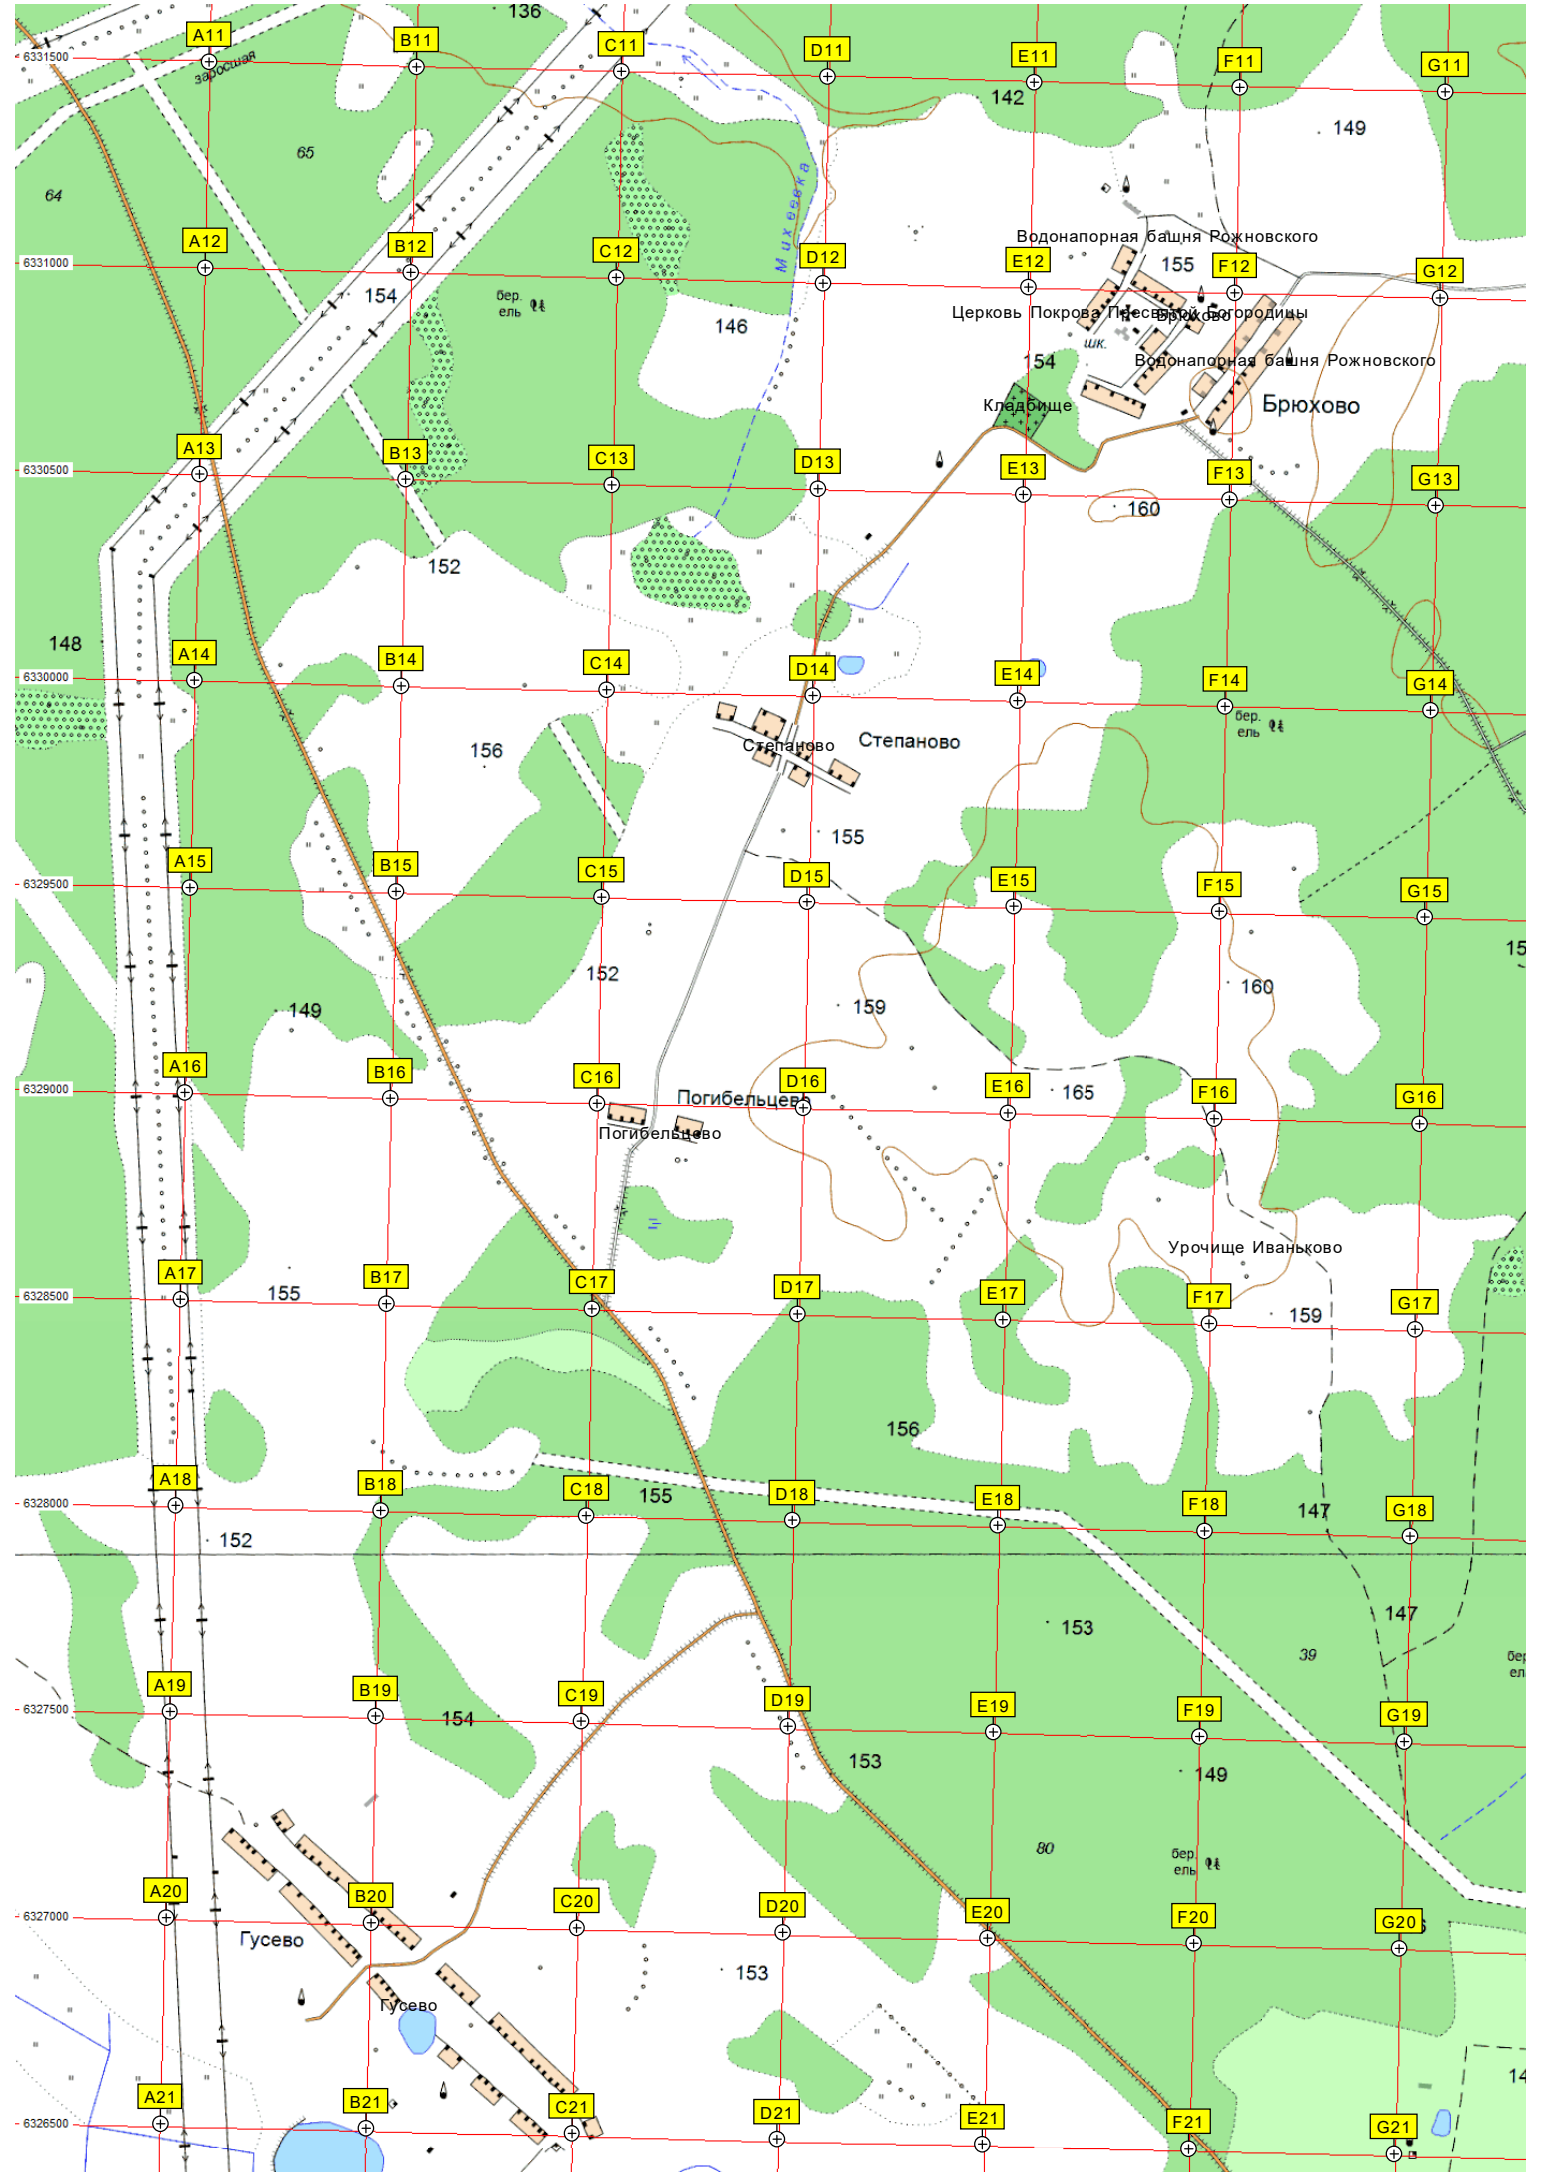 136
A11
B11
C11
D11
E11
F11
G11
6331500
заросшая
142
149
65
64
Михеевка
Водонапорная башня Рожновского
A12
B12
C12
D12
E12
155
F12
G12
6331000
154
бер.
ель
146
Церковь Покрова Пресвятой Богородицы
Брюхово
шк.
154
Водонапорная башня Рожновского
Кладбище
Брюхово
A13
B13
C13
D13
E13
F13
G13
6330500
160
152
148
A14
B14
C14
D14
E14
F14
G14
6330000
бер.
ель
156
Степаново
Степаново
155
A15
B15
C15
D15
E15
F15
G15
6329500
152
149
159
160
15
A16
B16
C16
D16
E16
F16
G16
6329000
165
Погибельцево
Погибельцево
Урочище Иваньково
A17
B17
C17
D17
E17
F17
G17
6328500
155
159
156
A18
B18
C18
D18
E18
F18
G18
6328000
155
147
152
147
153
39
бер
ел
A19
B19
C19
D19
E19
F19
G19
6327500
154
153
149
80
бер.
ель
A20
B20
C20
D20
E20
F20
G20
6
6327000
Гусево
153
Гусево
14
A21
B21
C21
D21
E21
F21
G21
6326500